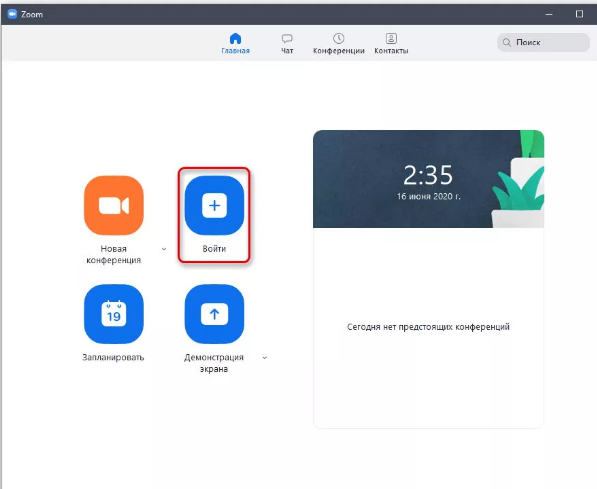 Zoom
Главная
Чат
Конференции
Контакты
Поиск
2:35
16 июня 2020 г.
Новая
конференция
Войти
19
Запланировать
Демонстрация
экрана
Сегодня нет предстоящих конференций